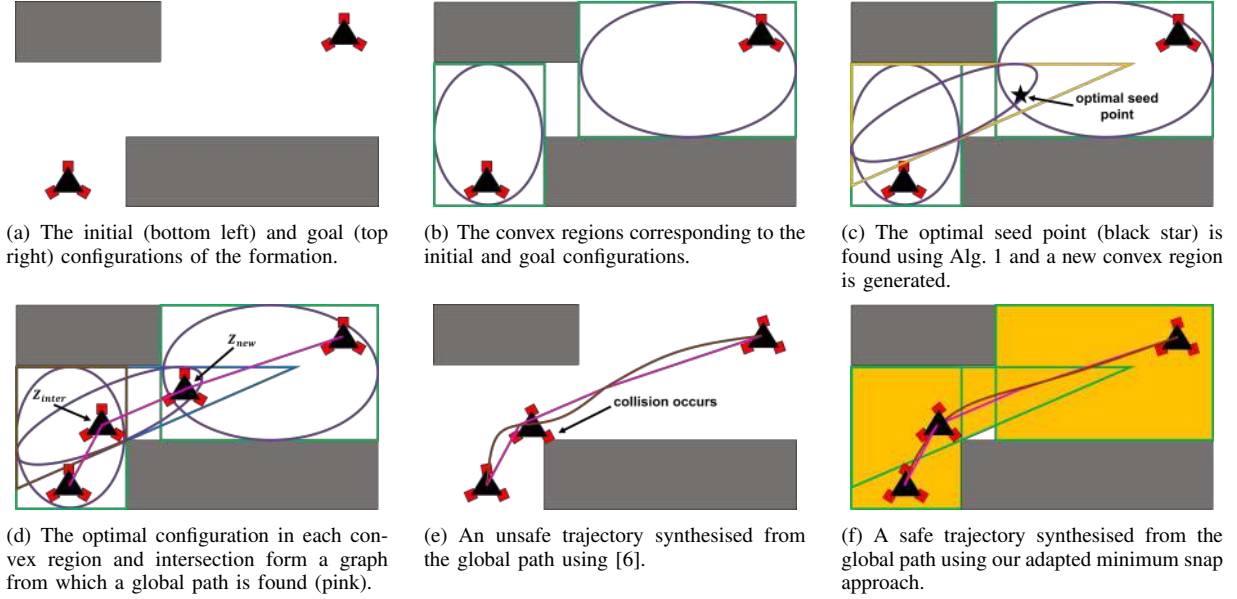 optimal seed
point
(a) The initial (bottom left) and goal (top
right) configurations of the formation.
(b) The convex regions corresponding to the
initial and goal configurations.
(c) The optimal seed point (black star) is
found using Alg. 1 and a new convex region
is generated.
Z_new
Z_inter
collision occurs
(d) The optimal configuration in each con-
vex region and intersection form a graph
from which a global path is found (pink).
(e) An unsafe trajectory synthesised from
the global path using [6].
(f) A safe trajectory synthesised from the
global path using our adapted minimum snap
approach.